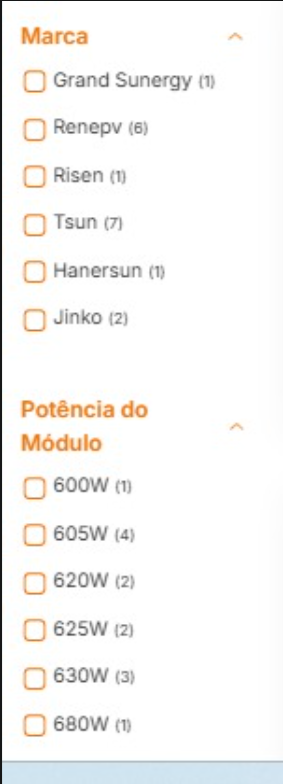 Marca
Grand Sunergy (1)
Renepv (6)
Risen (1)
Tsun (7)
Hanersun (1)
Jinko (2)
Potência do
Módulo
600W (1)
605W (4)
620W (2)
625W (2)
630W (3)
680W (1)